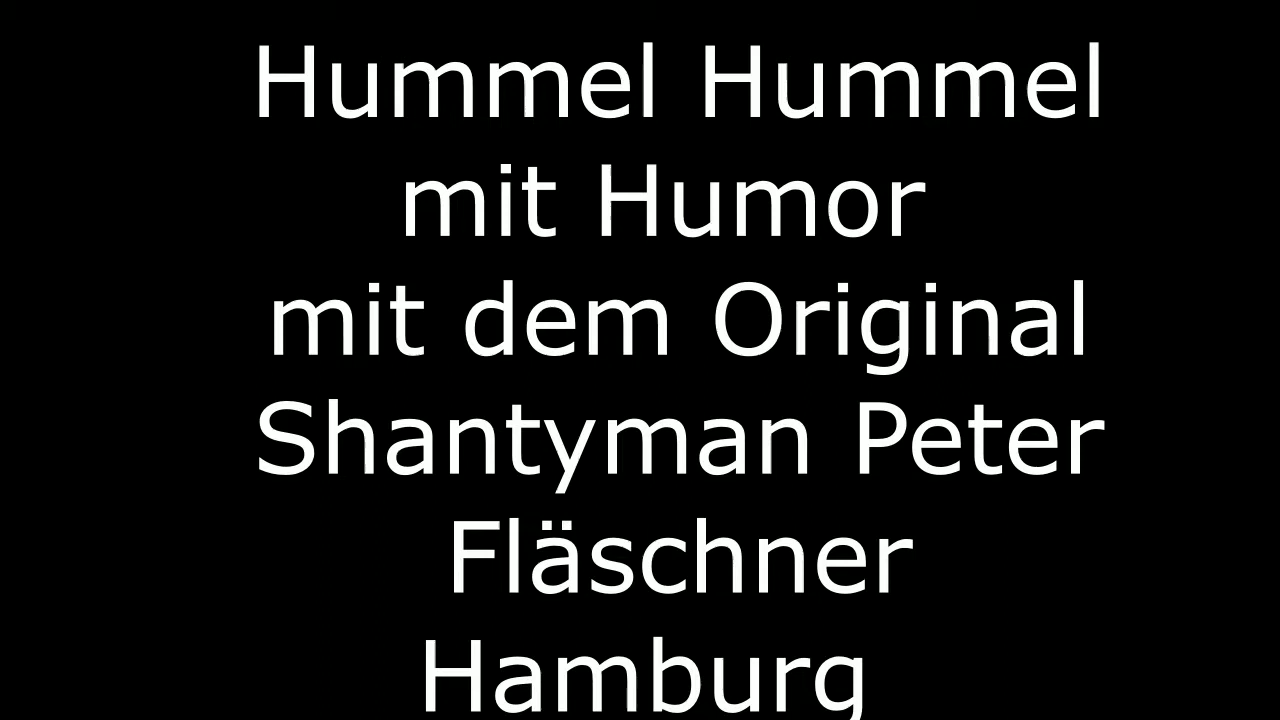 Hummel Hummel
mit Humor
mit dem Original
Shantyman Peter
Fläschner
Hamburg